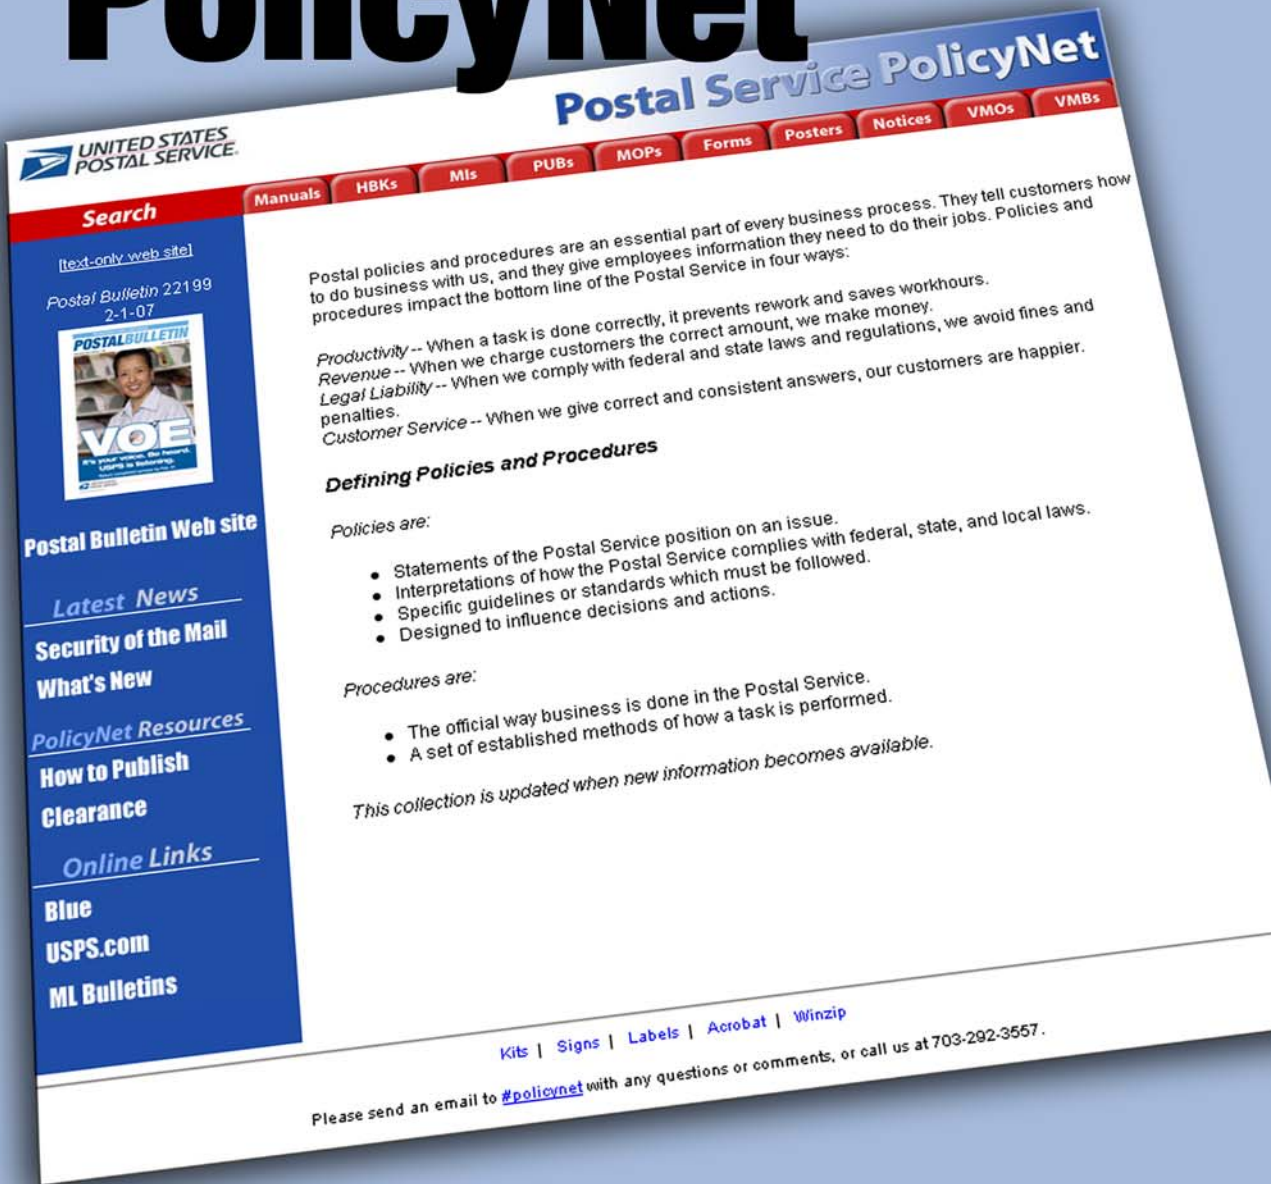 PolicyNet
Postal Service PolicyNet
UNITED STATES
POSTAL SERVICE.
Manuals HBKs MIs PUBs MOPs Forms Posters Notices VMOs VMBs
Search
[text-only web site]
Postal Bulletin 22199
2-1-07
POSTALBULLETIN
VOE
It's your voice. Be heard.
USPS is listening.
Postal Bulletin Web site
Latest News
Security of the Mail
What's New
PolicyNet Resources
How to Publish
Clearance
Online Links
Blue
USPS.com
ML Bulletins
Postal policies and procedures are an essential part of every business process. They tell customers how
to do business with us, and they give employees information they need to do their jobs. Policies and
procedures impact the bottom line of the Postal Service in four ways:
Productivity -- When a task is done correctly, it prevents rework and saves workhours.
Revenue -- When we charge customers the correct amount, we make money.
Legal Liability -- When we comply with federal and state laws and regulations, we avoid fines and
penalties.
Customer Service -- When we give correct and consistent answers, our customers are happier.
Defining Policies and Procedures
Policies are:
• Statements of the Postal Service position on an issue.
• Interpretations of how the Postal Service complies with federal, state, and local laws.
• Specific guidelines or standards which must be followed.
• Designed to influence decisions and actions.
Procedures are:
• The official way business is done in the Postal Service.
• A set of established methods of how a task is performed.
This collection is updated when new information becomes available.
Kits | Signs | Labels | Acrobat | Winzip
Please send an email to #policynet with any questions or comments, or call us at 703-292-3557.